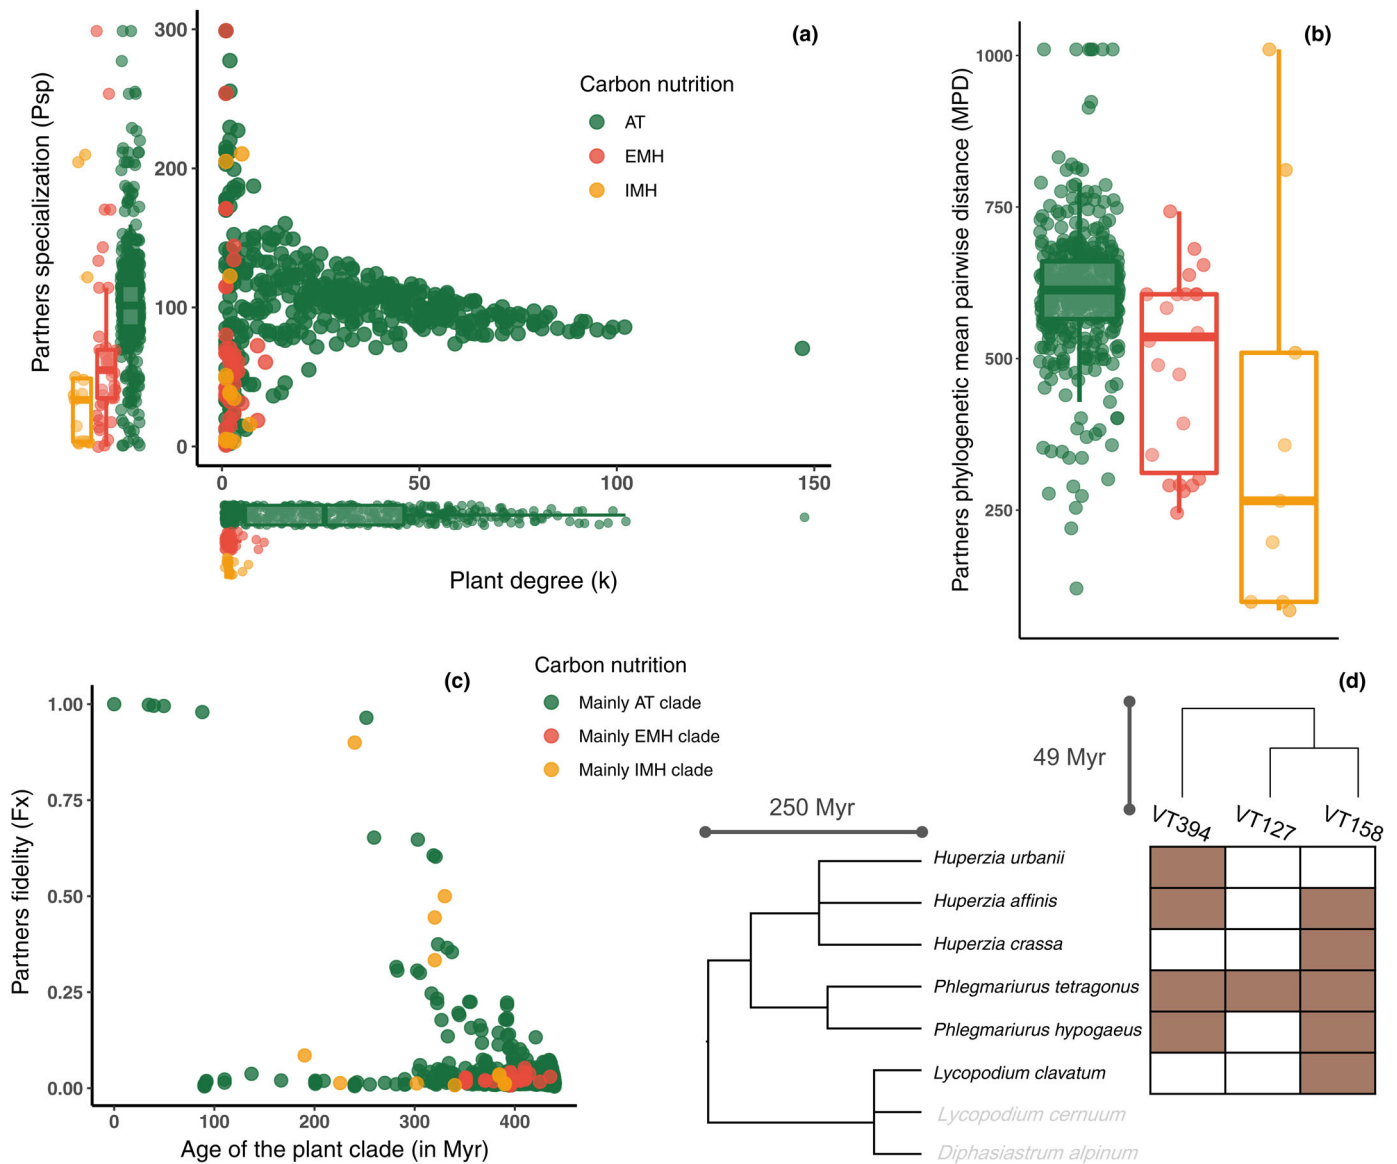 (a)
Partners specialization (Psp)
300
200
100
0
Carbon nutrition
AT
EMH
IMH
0 50 100 150
Plant degree (k)
(b)
Partners phylogenetic mean pairwise distance (MPD)
1000
750
500
250
(c)
Partners fidelity (Fx)
1.00
0.75
0.50
0.25
0.00
Carbon nutrition
Mainly AT clade
Mainly EMH clade
Mainly IMH clade
0 100 200 300 400
Age of the plant clade (in Myr)
(d)
49 Myr
VT394 VT127 VT158
250 Myr
Huperzia urbanii
Huperzia affinis
Huperzia crassa
Phlegmariurus tetragonus
Phlegmariurus hypogaeus
Lycopodium clavatum
Lycopodium cernuum
Diphasiastrum alpinum